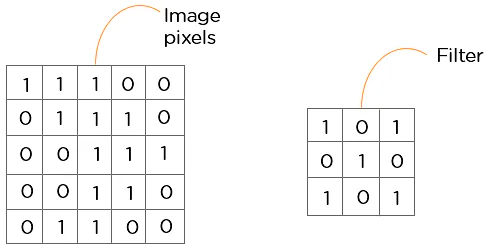 Image
pixels
Filter
1 1 1 0 0
0 1 1 1 0
0 0 1 1 1
0 0 1 1 0
0 1 1 0 0
1 0 1
0 1 0
1 0 1